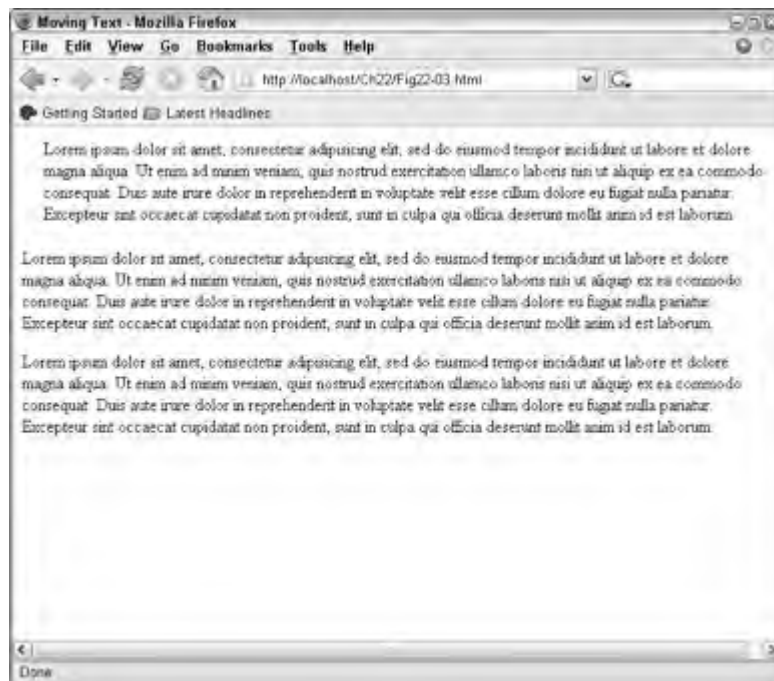 Moving Text - Mozilla Firefox
File Edit View Go Bookmarks Tools Help
http://localhost/Ch22/Fig22-03.html
Getting Started Latest Headlines
Lorem ipsum dolor sit amet, consectetur adipisicing elit, sed do eiusmod tempor incididunt ut labore et dolore
magna aliqua. Ut enim ad minim veniam, quis nostrud exercitation ullamco laboris nisi ut aliquip ex ea commodo
consequat. Duis aute irure dolor in reprehenderit in voluptate velit esse cillum dolore eu fugiat nulla pariatur.
Excepteur sint occaecat cupidatat non proident, sunt in culpa qui officia deserunt mollit anim id est laborum.
Lorem ipsum dolor sit amet, consectetur adipisicing elit, sed do eiusmod tempor incididunt ut labore et dolore
magna aliqua. Ut enim ad minim veniam, quis nostrud exercitation ullamco laboris nisi ut aliquip ex ea commodo
consequat. Duis aute irure dolor in reprehenderit in voluptate velit esse cillum dolore eu fugiat nulla pariatur.
Excepteur sint occaecat cupidatat non proident, sunt in culpa qui officia deserunt mollit anim id est laborum.
Lorem ipsum dolor sit amet, consectetur adipisicing elit, sed do eiusmod tempor incididunt ut labore et dolore
magna aliqua. Ut enim ad minim veniam, quis nostrud exercitation ullamco laboris nisi ut aliquip ex ea commodo
consequat. Duis aute irure dolor in reprehenderit in voluptate velit esse cillum dolore eu fugiat nulla pariatur.
Excepteur sint occaecat cupidatat non proident, sunt in culpa qui officia deserunt mollit anim id est laborum.
Done